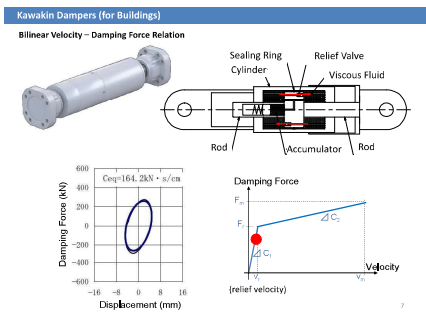 Kawakin Dampers (for Buildings)
Bilinear Velocity – Damping Force Relation
Sealing Ring
Relief Valve
Cylinder
Viscous Fluid
Rod
Accumulator
Rod
Damping Force (kN)
600
400
200
0
−200
−400
−600
Ceq=164.2kN・s/cm
−16 −8 0 8 16
Displacement (mm)
Damping Force
Fm
Fr
C2
C1
Velocity
Vr
Vm
(relief velocity)
7